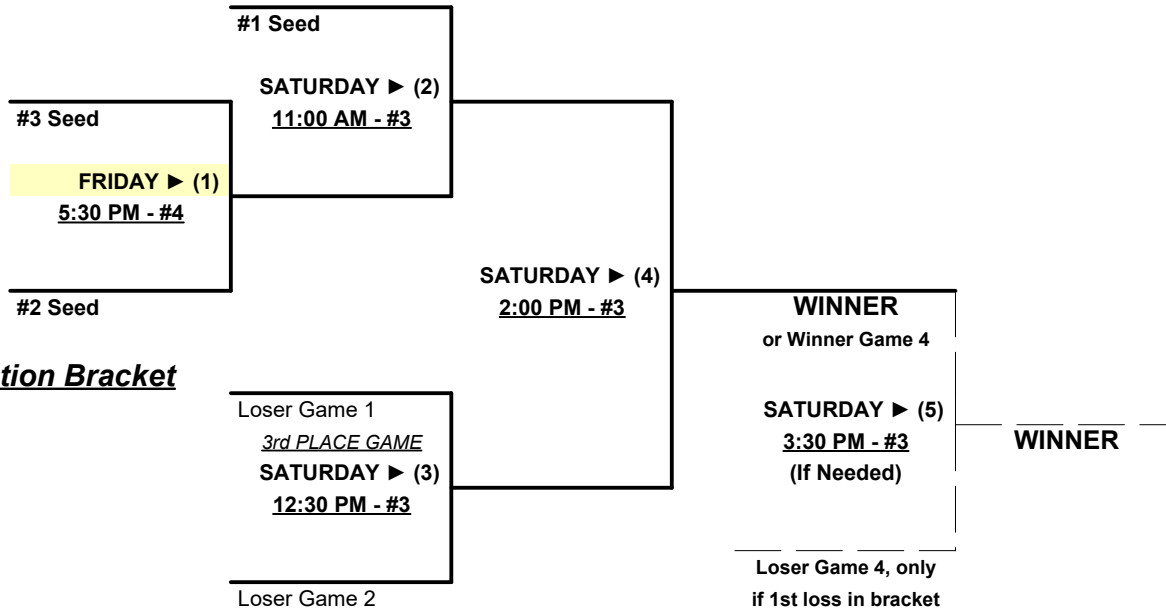 #1 Seed
SATURDAY ► (2)
11:00 AM - #3
#3 Seed
FRIDAY ► (1)
5:30 PM - #4
#2 Seed
SATURDAY ► (4)
2:00 PM - #3
WINNER
or Winner Game 4
tion Bracket
Loser Game 1
3rd PLACE GAME
SATURDAY ► (3)
12:30 PM - #3
Loser Game 2
SATURDAY ► (5)
3:30 PM - #3
(If Needed)
WINNER
Loser Game 4, only
if 1st loss in bracket